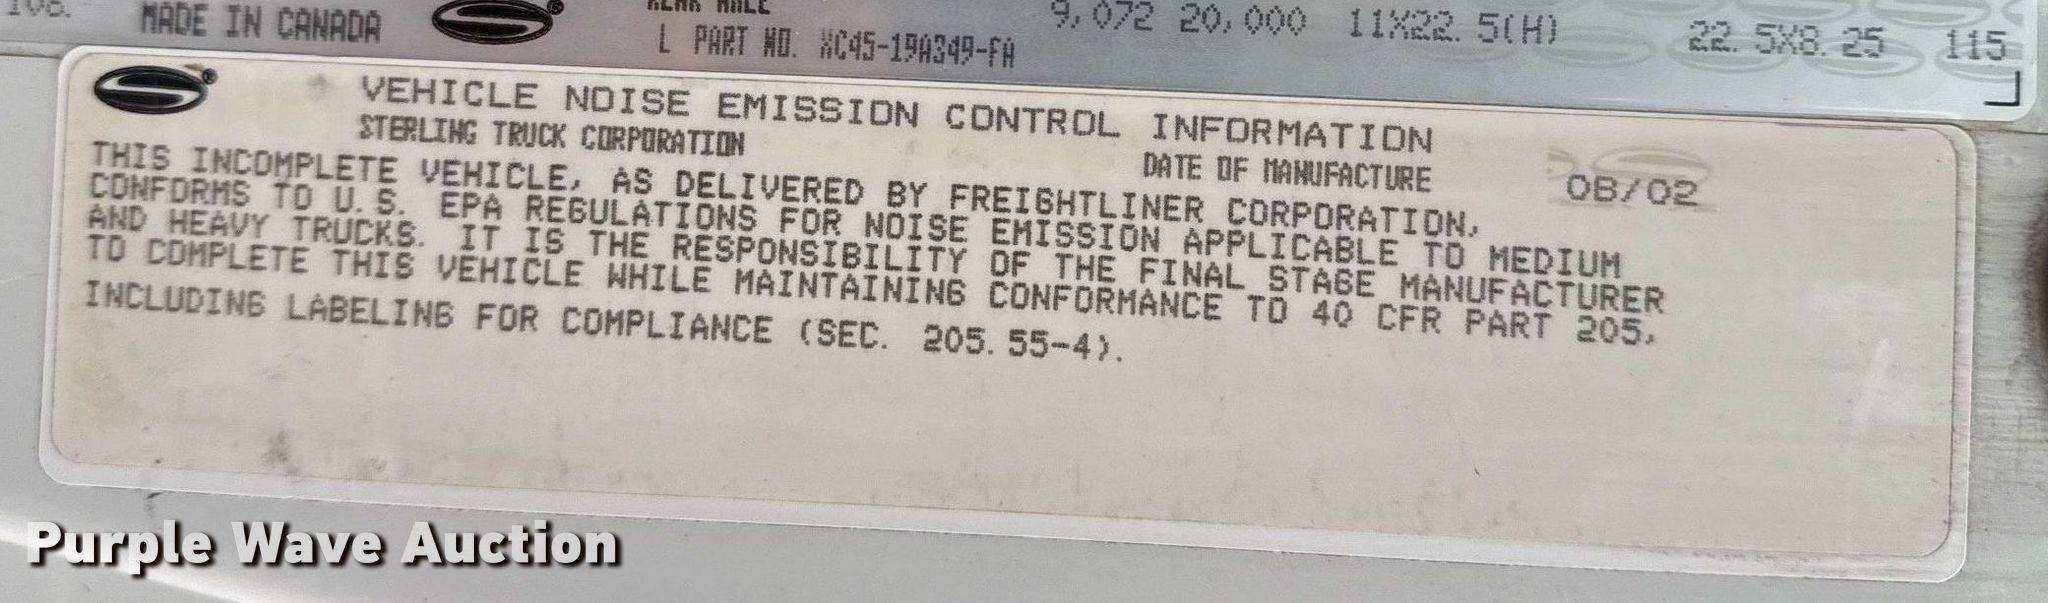 108.
MADE IN CANADA
REAR AXLE
L PART NO. XC45-19A349-FA
9,072 20,000 11X22.5(H) 22.5X8.25 115
VEHICLE NOISE EMISSION CONTROL INFORMATION
STERLING TRUCK CORPORATION
DATE OF MANUFACTURE 08/02
THIS INCOMPLETE VEHICLE, AS DELIVERED BY FREIGHTLINER CORPORATION,
CONFORMS TO U.S. EPA REGULATIONS FOR NOISE EMISSION APPLICABLE TO MEDIUM
AND HEAVY TRUCKS. IT IS THE RESPONSIBILITY OF THE FINAL STAGE MANUFACTURER
TO COMPLETE THIS VEHICLE WHILE MAINTAINING CONFORMANCE TO 40 CFR PART 205,
INCLUDING LABELING FOR COMPLIANCE (SEC. 205.55-4).
Purple Wave Auction